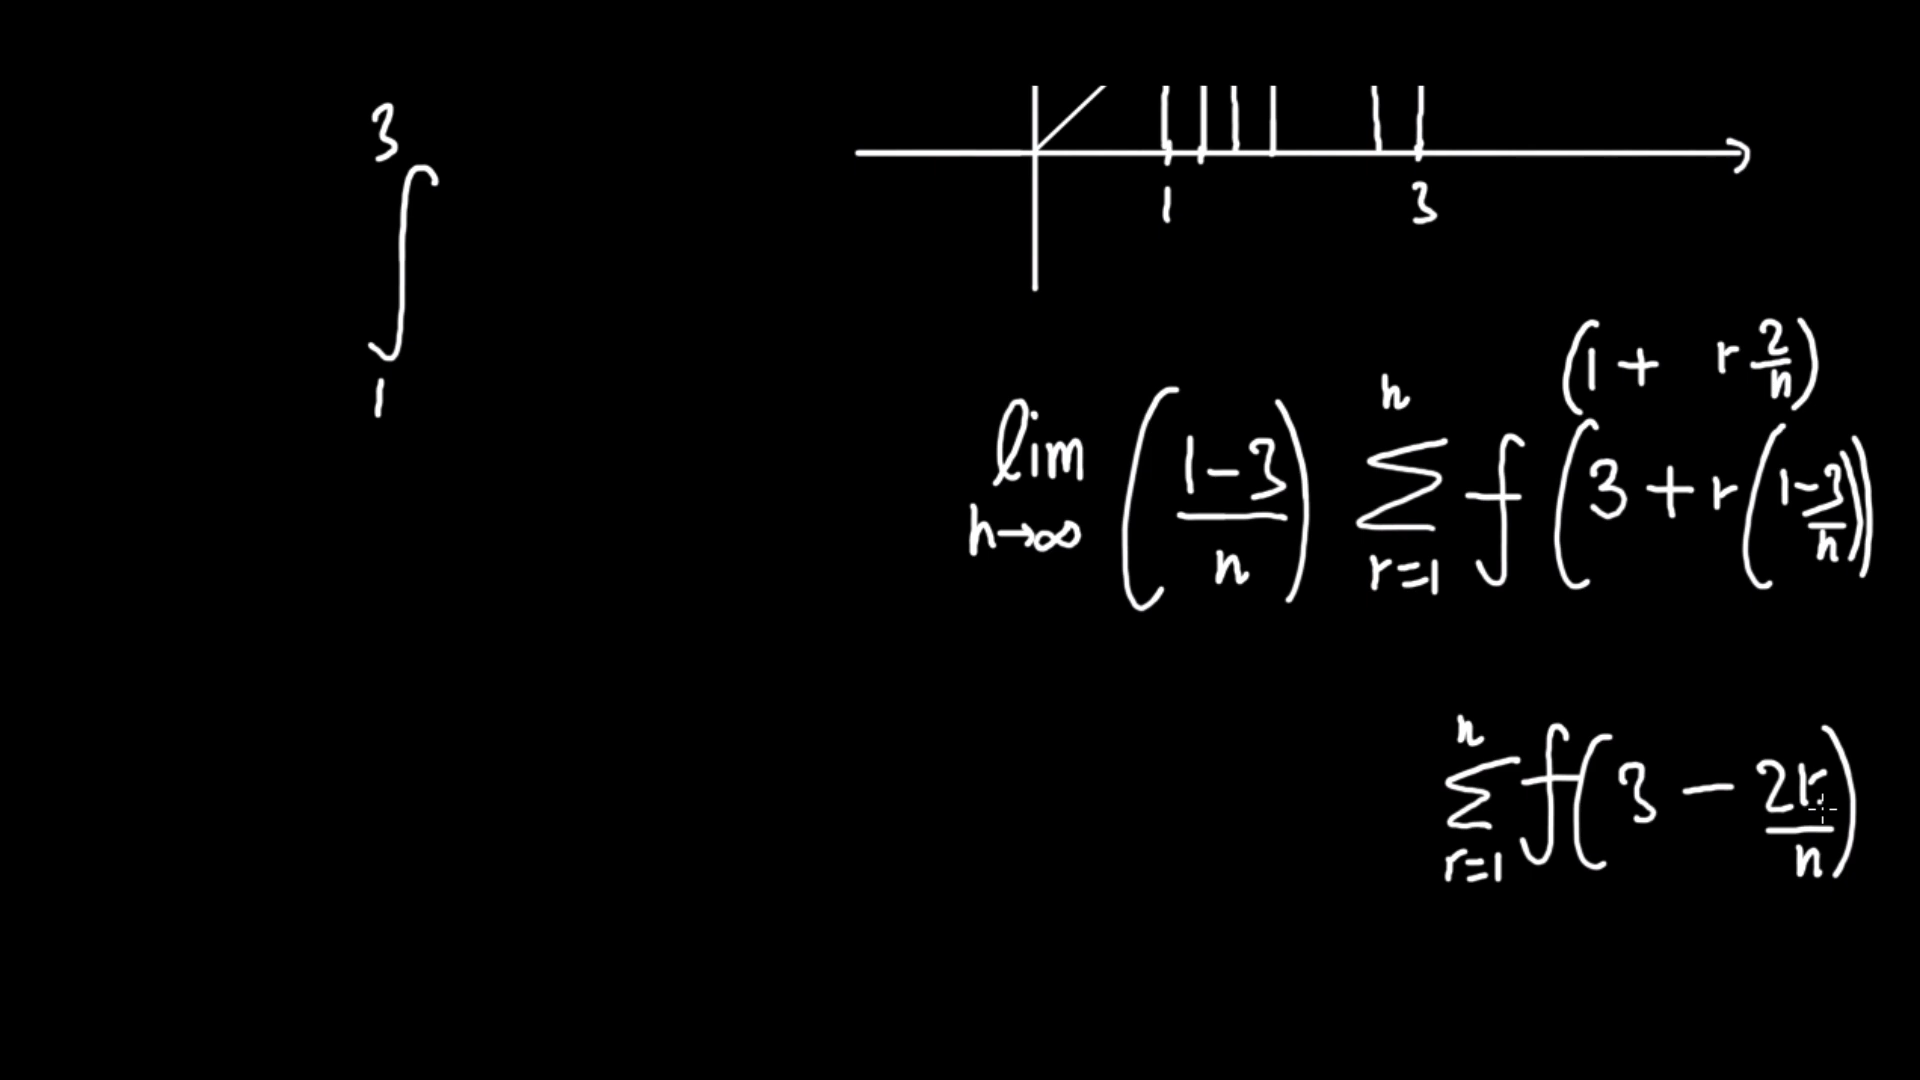 3
∫
1
1 3
(1 + r 2/n)
lim n→∞ ((1-3)/n) n Σ r=1 f(3 + r((1-3)/n))
n Σ r=1 f(3 - 2r/n)